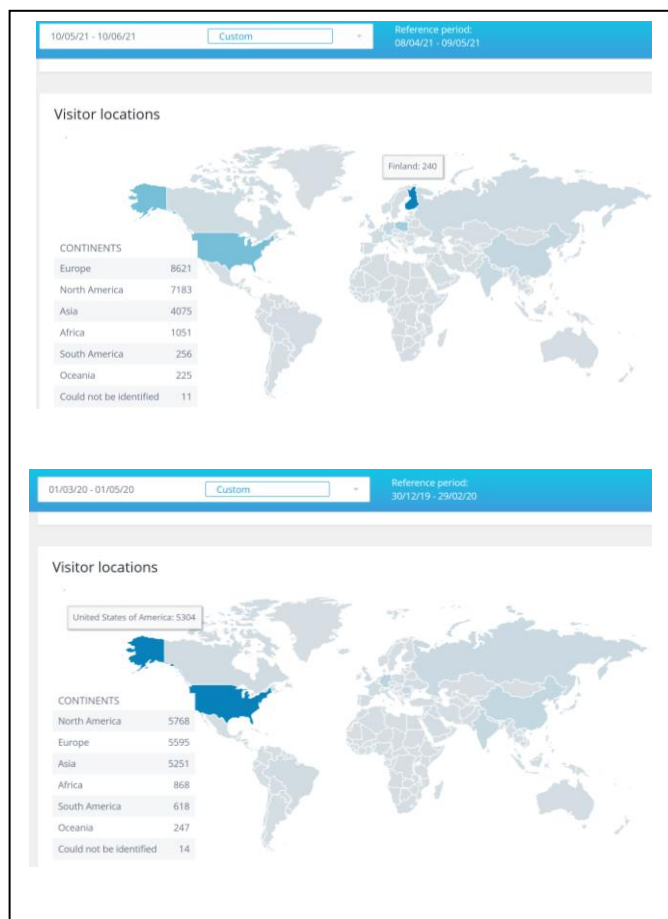 10/05/21 - 10/06/21 Custom Reference period:
08/04/21 - 09/05/21
Visitor locations
Finland: 240
CONTINENTS
Europe 8621
North America 7183
Asia 4075
Africa 1051
South America 256
Oceania 225
Could not be identified 11
01/03/20 - 01/05/20 Custom Reference period:
30/12/19 - 29/02/20
Visitor locations
United States of America: 5304
CONTINENTS
North America 5768
Europe 5595
Asia 5251
Africa 868
South America 618
Oceania 247
Could not be identified 14